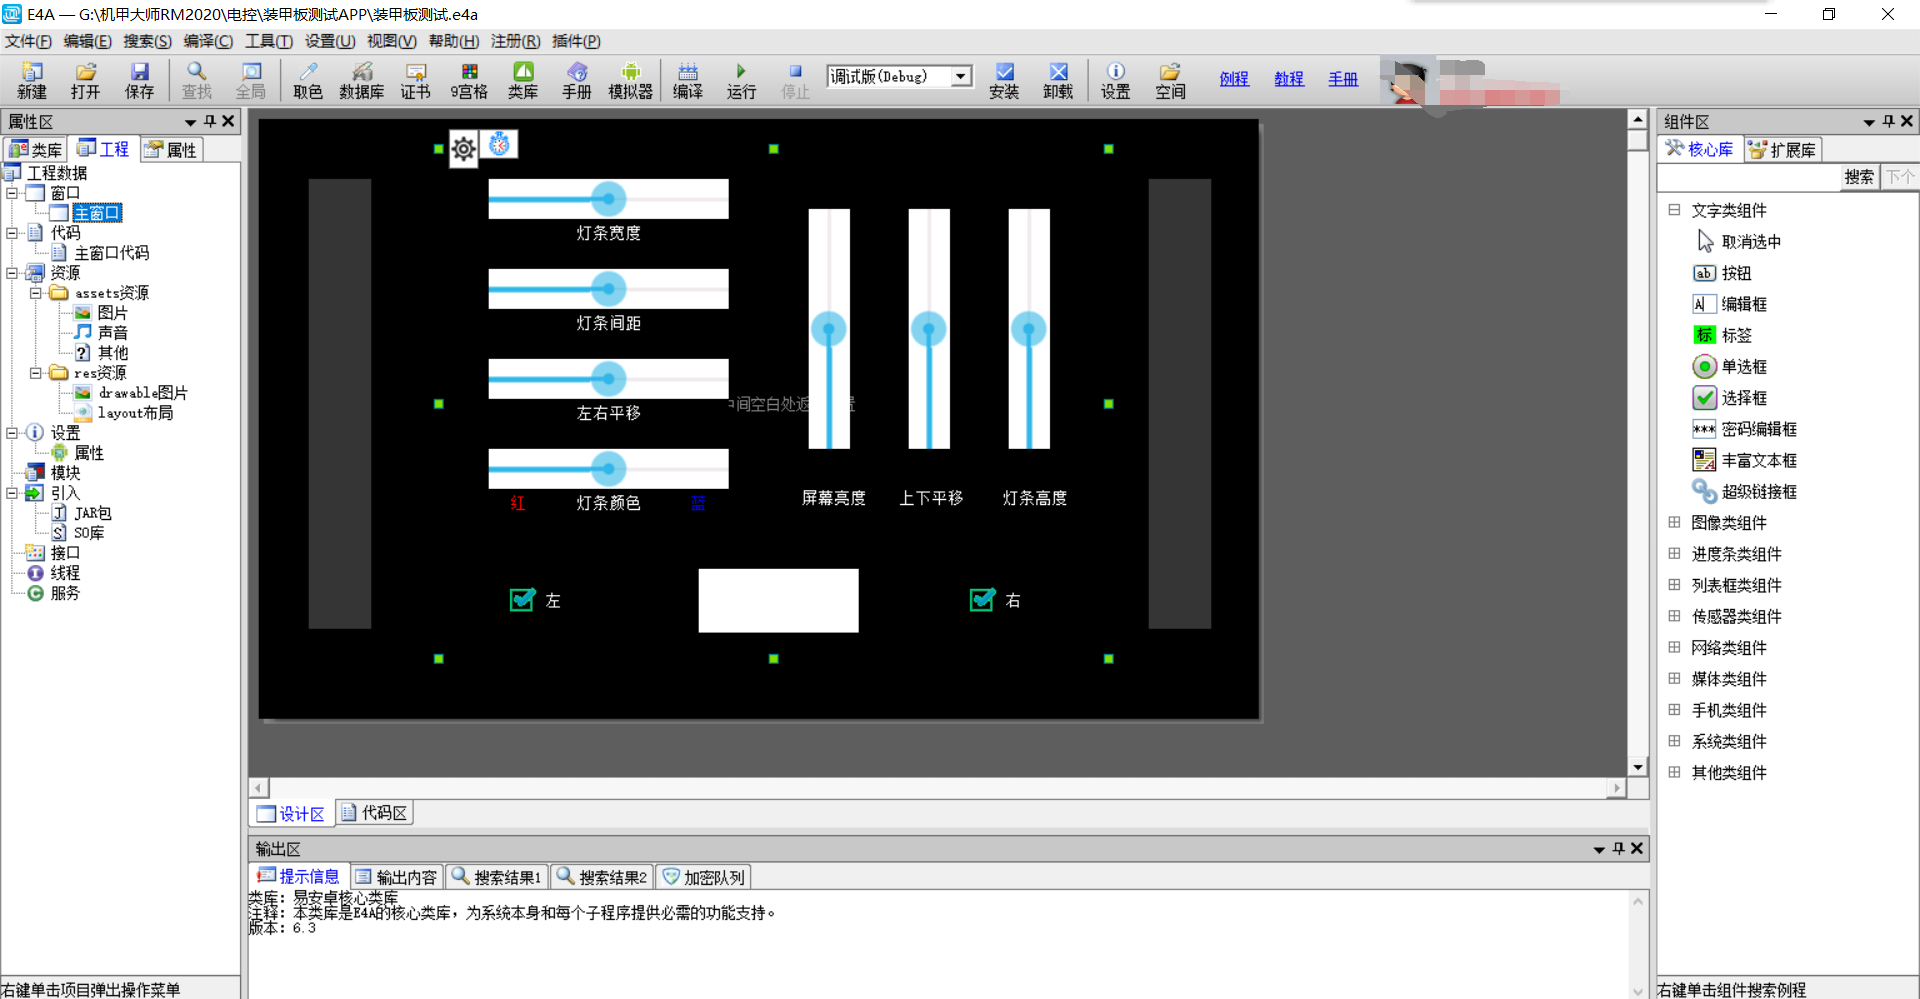 E4A — G:\机甲大师RM2020\电控\装甲板测试APP\装甲板测试.e4a
文件(F) 编辑(E) 搜索(S) 编译(C) 工具(T) 设置(U) 视图(V) 帮助(H) 注册(R) 插件(P)
新建 打开 保存 查找 全局 取色 数据库 证书 9宫格 类库 手册 模拟器 编译 运行 停止 调试版(Debug) 安装 卸载 设置 空间 例程 教程 手册
属性区
类库 工程 属性
工程数据
窗口
主窗口
代码
主窗口代码
资源
assets资源
图片
声音
其他
res资源
drawable图片
layout布局
设置
属性
模块
引入
JAR包
SO库
接口
线程
服务
右键单击项目弹出操作菜单
灯条宽度
灯条间距
左右平移
间空白处返
置
红 灯条颜色 蓝
屏幕亮度 上下平移 灯条高度
左 右
设计区 代码区
输出区
提示信息 输出内容 搜索结果1 搜索结果2 加密队列
类库：易安卓核心类库
注释：本类库是E4A的核心类库，为系统本身和每个子程序提供必需的功能支持。
版本：6.3
组件区
核心库 扩展库
搜索 下个
文字类组件
取消选中
按钮
编辑框
标签
单选框
选择框
密码编辑框
丰富文本框
超级链接框
图像类组件
进度条类组件
列表框类组件
传感器类组件
网络类组件
媒体类组件
手机类组件
系统类组件
其他类组件
右键单击组件搜索例程